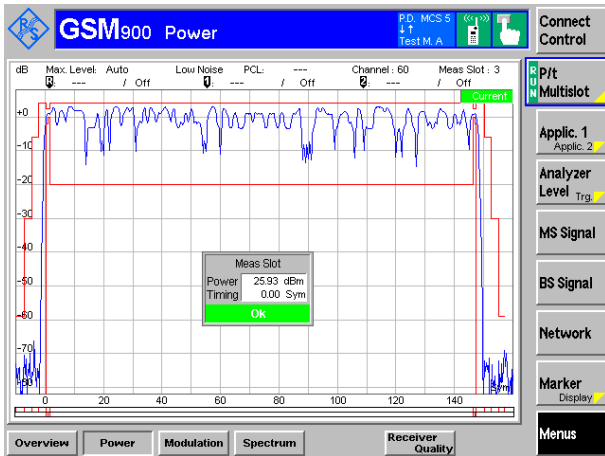 GSM900 Power
P.D. MCS 5
Test M. A
Connect
Control
dB Max. Level: Auto Low Noise PCL: --- Channel : 60 Meas Slot : 3
--- / Off --- / Off 2: --- / Off
Current
RUN
P/t
Multislot
Applic. 1
Applic. 2
Analyzer
Level Trg.
MS Signal
BS Signal
Network
Marker
Display
Menus
+0
-10
-20
-30
-40
-50
-60
-70
-80
Meas Slot
Power 25.93 dBm
Timing 0.00 Sym
Ok
0 20 40 60 80 100 120 140 Sym
Overview Power Modulation Spectrum Receiver Quality